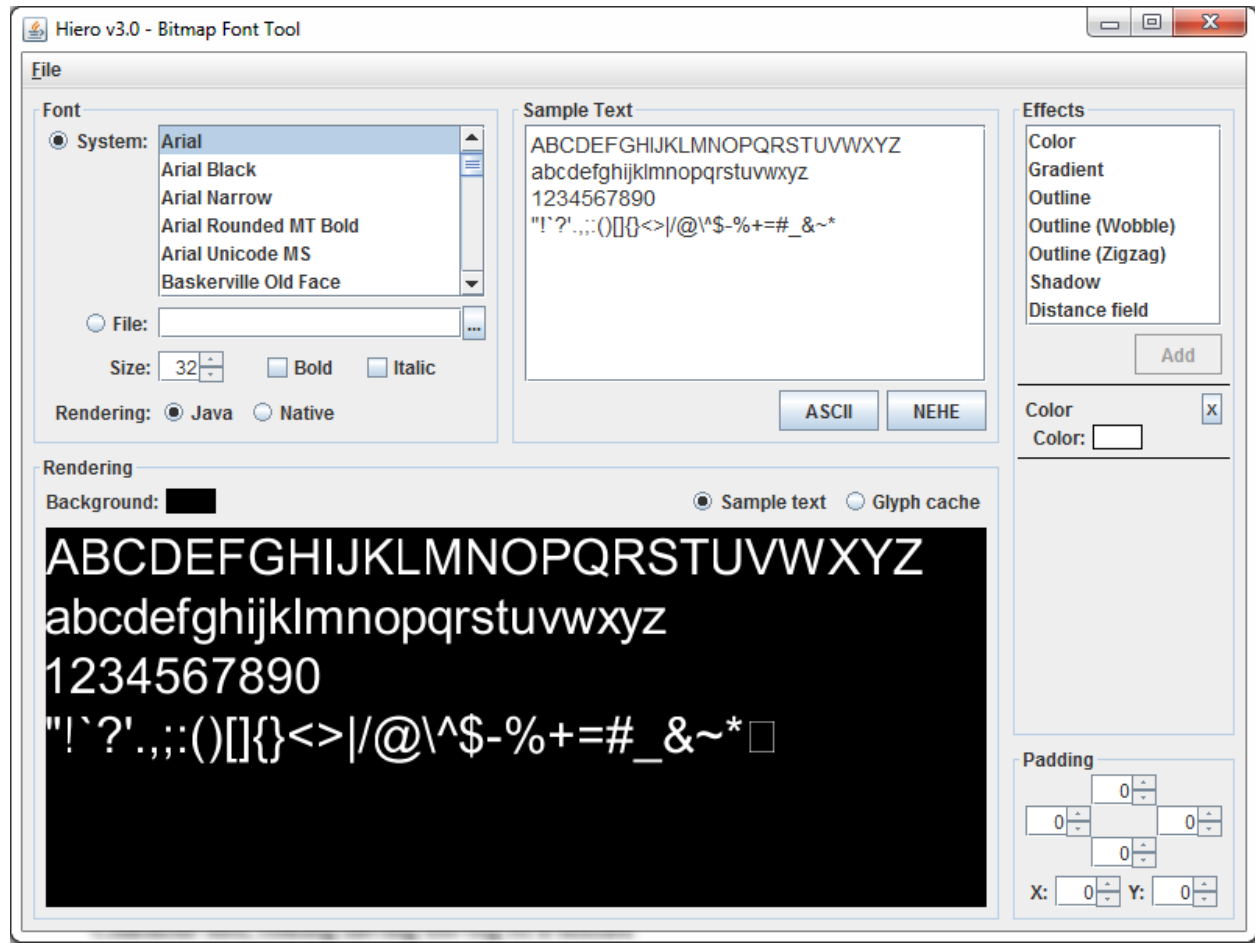 Hiero v3.0 - Bitmap Font Tool
File
Font
System:
Arial
Arial Black
Arial Narrow
Arial Rounded MT Bold
Arial Unicode MS
Baskerville Old Face
File:
...
Size: 32 Bold Italic
Rendering: Java Native
Sample Text
ABCDEFGHIJKLMNOPQRSTUVWXYZ
abcdefghijklmnopqrstuvwxyz
1234567890
"!`?'.,;:()[]{}<>|/@\^$-%+=#_&~*
ASCII NEHE
Effects
Color
Gradient
Outline
Outline (Wobble)
Outline (Zigzag)
Shadow
Distance field
Add
Color x
Color:
Rendering
Background: Sample text Glyph cache
ABCDEFGHIJKLMNOPQRSTUVWXYZ
abcdefghijklmnopqrstuvwxyz
1234567890
"!`?'.,;:()[]{}<>|/@\^$-%+=#_&~*□
Padding
0
0 0
0
X: 0 Y: 0